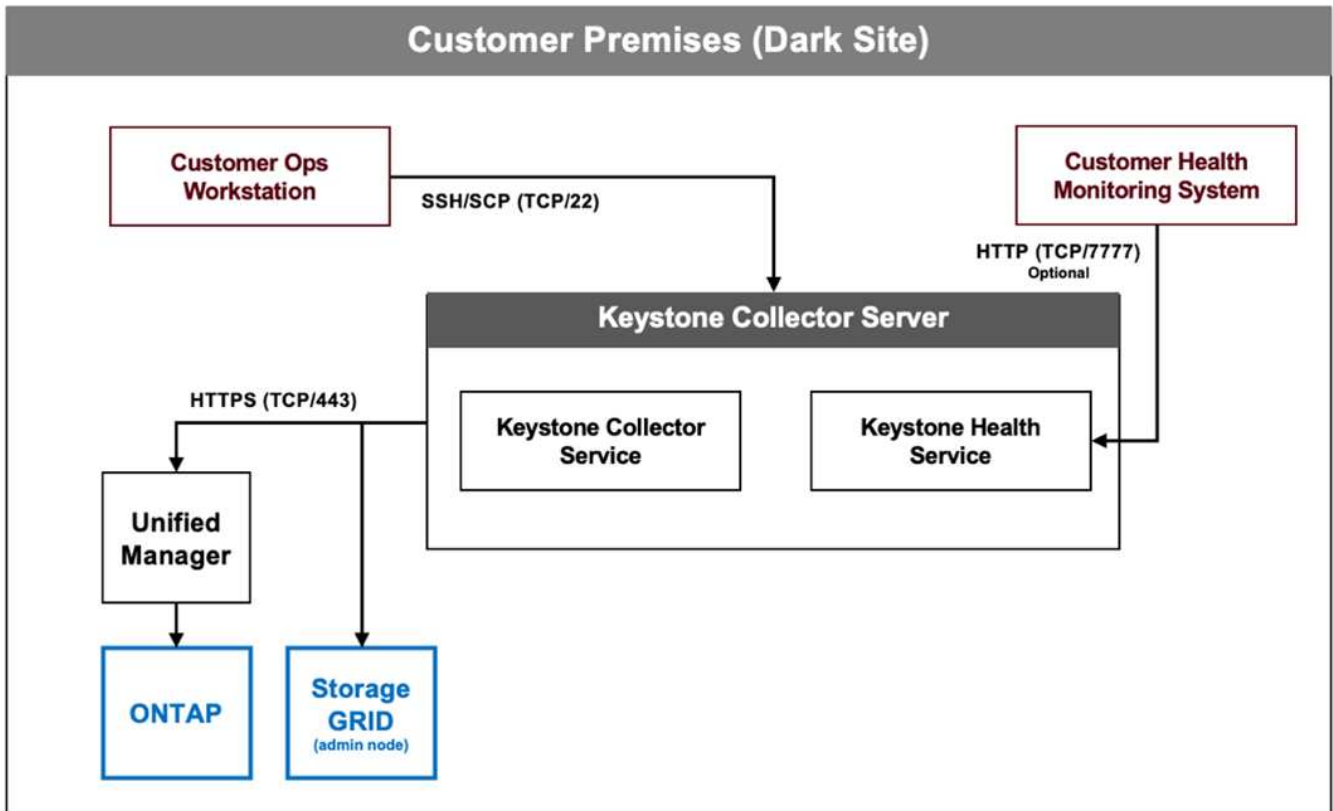 Customer Premises (Dark Site)
Customer Ops
Workstation
Customer Health
Monitoring System
SSH/SCP (TCP/22)
HTTP (TCP/7777)
Optional
Keystone Collector Server
HTTPS (TCP/443)
Keystone Collector
Service
Keystone Health
Service
Unified
Manager
ONTAP
Storage
GRID
(admin node)